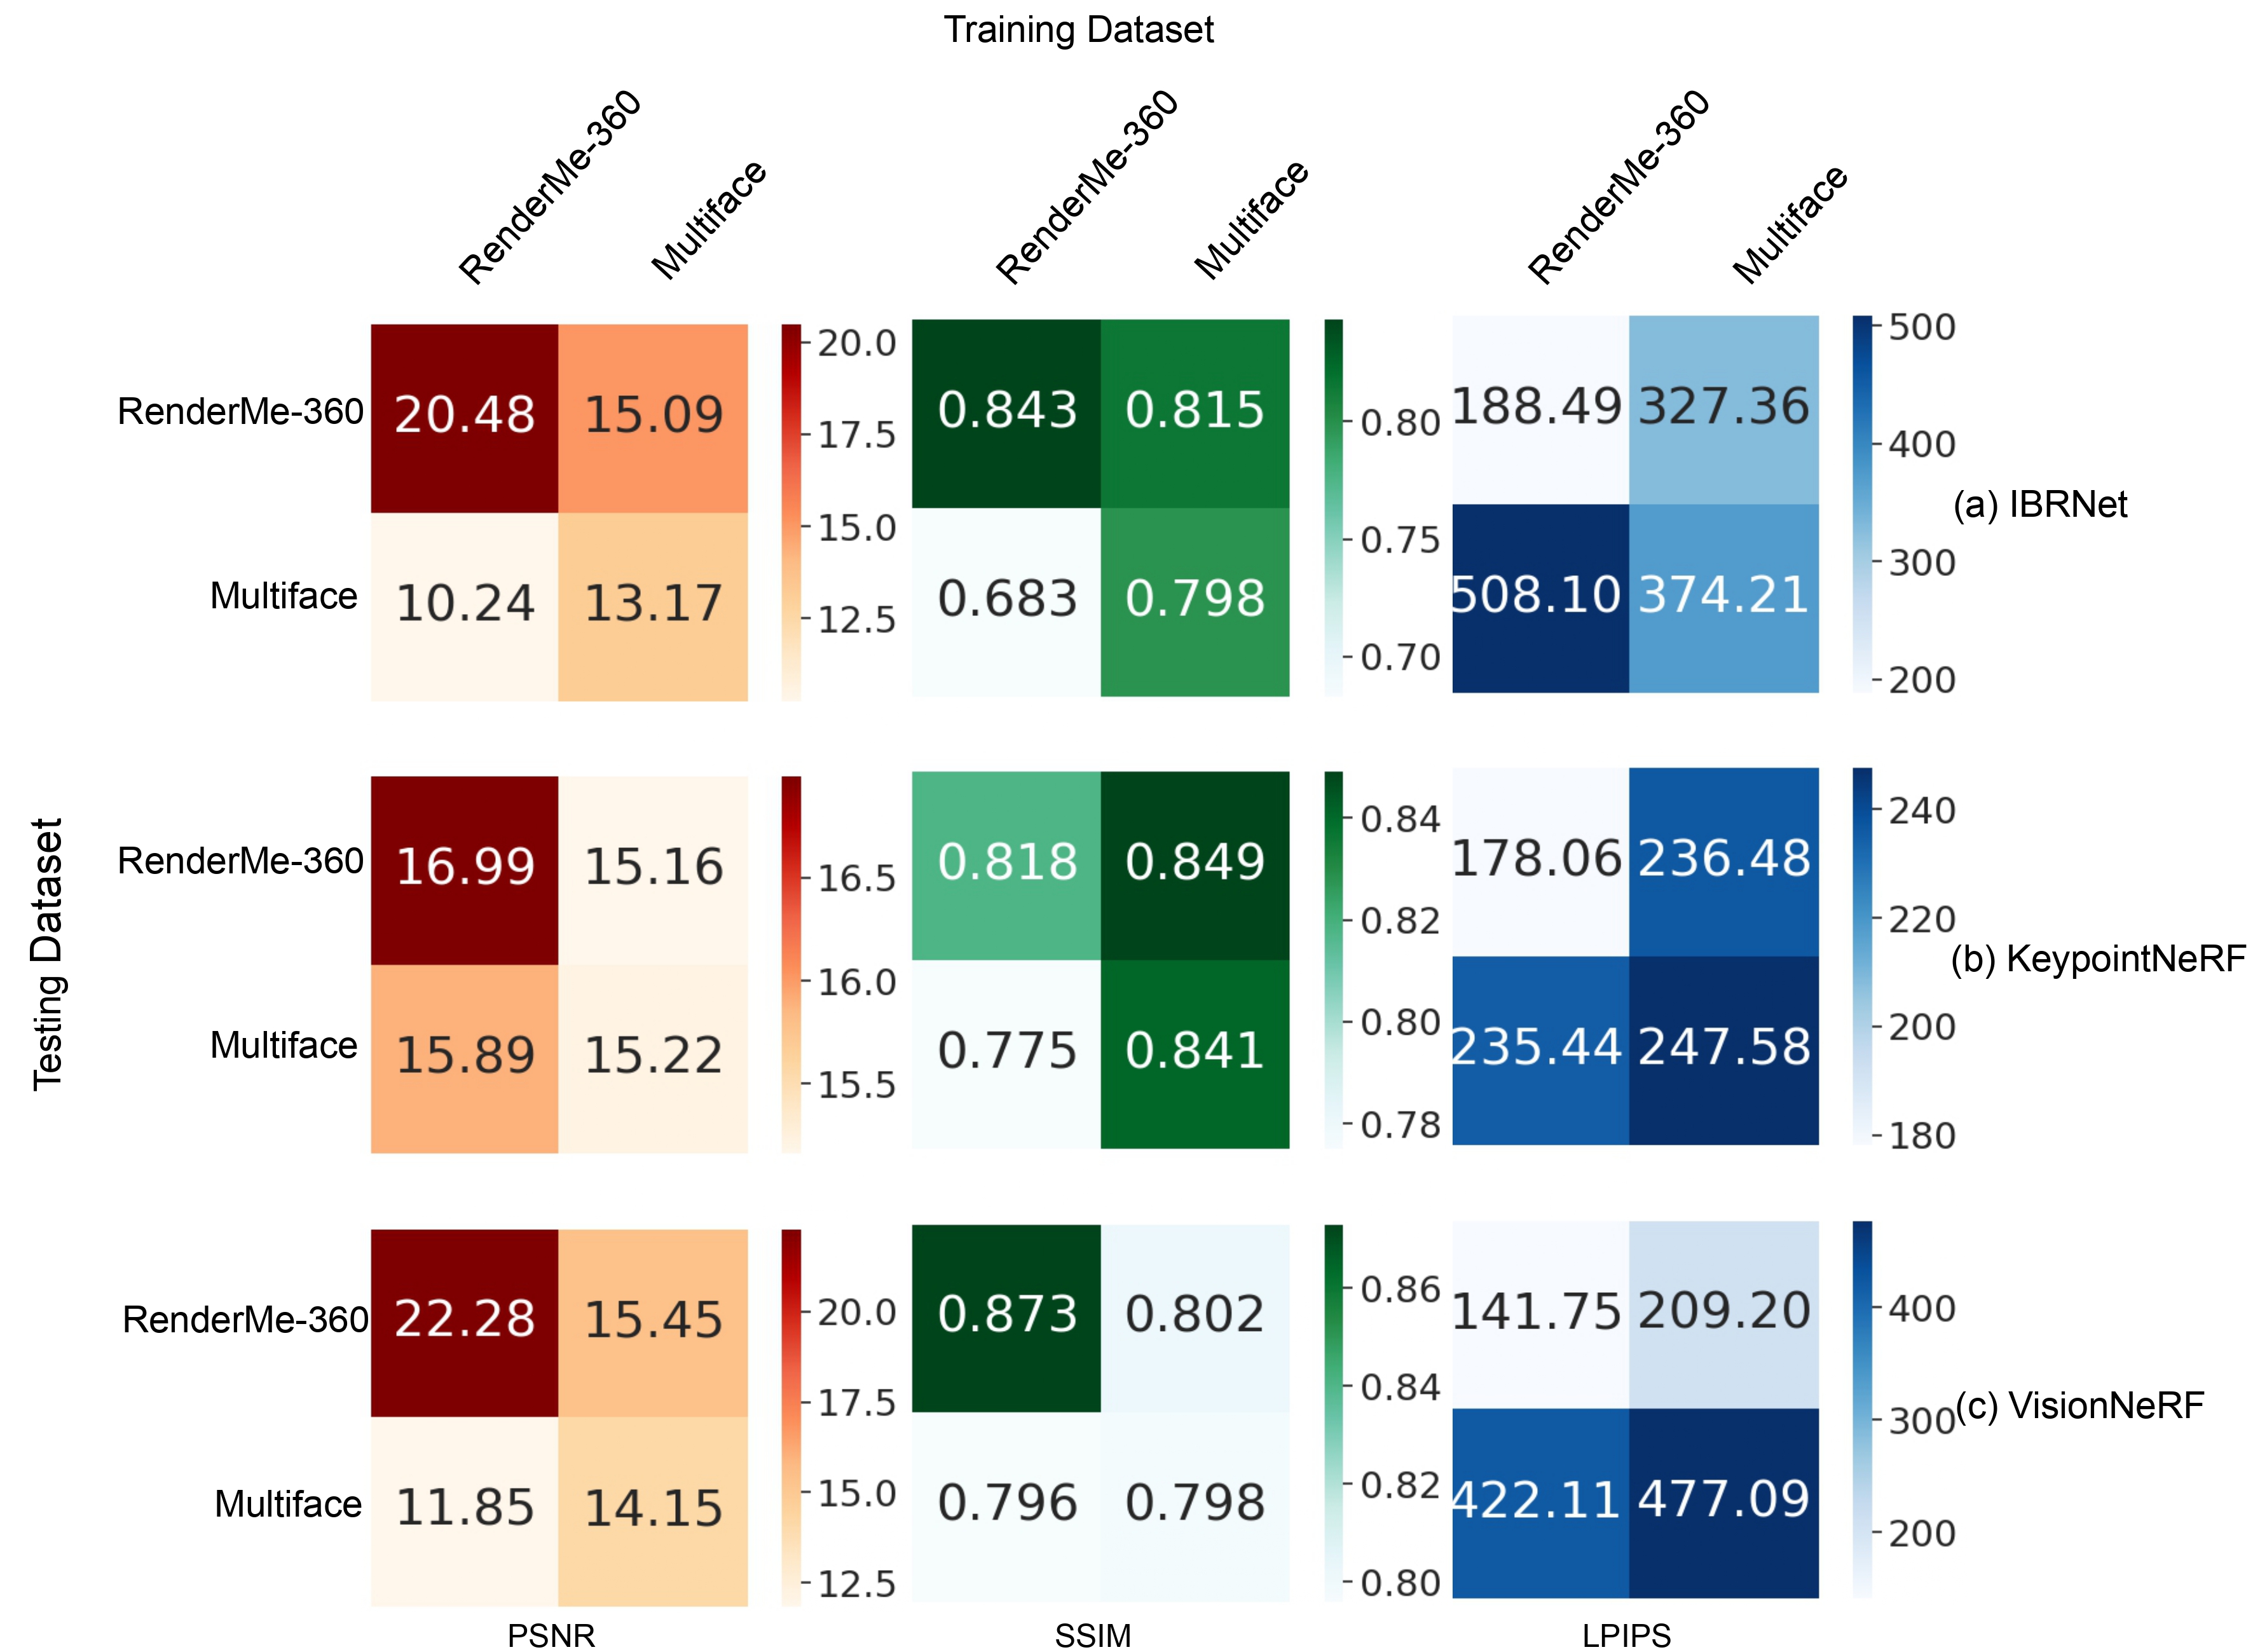 Training Dataset
RenderMe-360
Multiface
RenderMe-360
Multiface
RenderMe-360
Multiface
Testing Dataset
RenderMe-360
20.48 15.09
Multiface
10.24 13.17
20.0
17.5
15.0
12.5
0.843 0.815
0.683 0.798
0.80
0.75
0.70
188.49 327.36
508.10 374.21
500
400
300
200
(a) IBRNet
RenderMe-360
16.99 15.16
Multiface
15.89 15.22
16.5
16.0
15.5
0.818 0.849
0.775 0.841
0.84
0.82
0.80
0.78
178.06 236.48
235.44 247.58
240
220
200
180
(b) KeypointNeRF
RenderMe-360
22.28 15.45
Multiface
11.85 14.15
20.0
17.5
15.0
12.5
0.873 0.802
0.796 0.798
0.86
0.84
0.82
0.80
141.75 209.20
422.11 477.09
400
300
200
(c) VisionNeRF
PSNR
SSIM
LPIPS